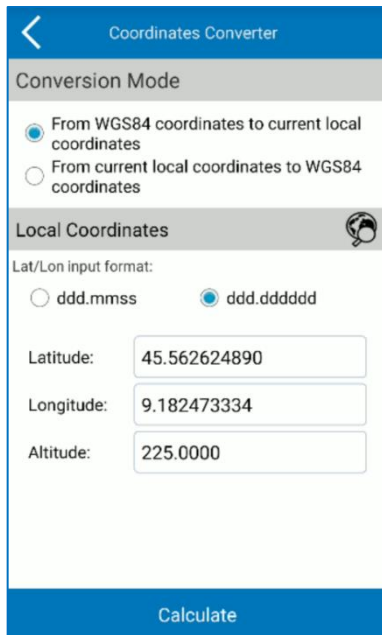 Coordinates Converter
Conversion Mode
From WGS84 coordinates to current local
coordinates
From current local coordinates to WGS84
coordinates
Local Coordinates
Lat/Lon input format:
ddd.mmss ddd.dddddd
Latitude: 45.562624890
Longitude: 9.182473334
Altitude: 225.0000
Calculate